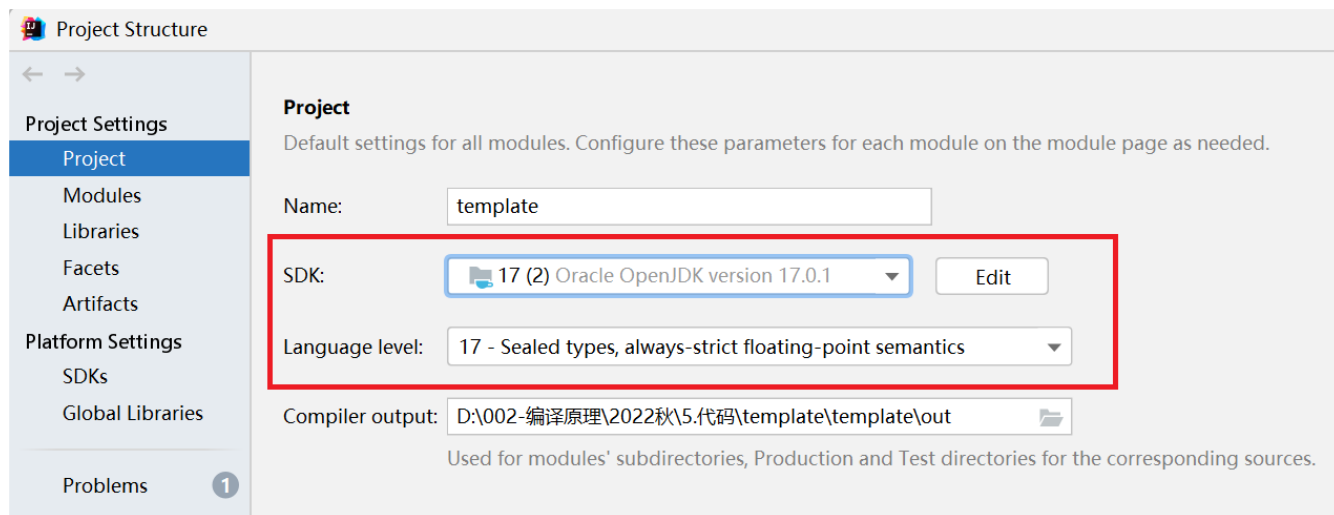 Project Structure
Project Settings
Project
Modules
Libraries
Facets
Artifacts
Platform Settings
SDKs
Global Libraries
Problems 1
Project
Default settings for all modules. Configure these parameters for each module on the module page as needed.
Name: template
SDK: 17 (2) Oracle OpenJDK version 17.0.1 Edit
Language level: 17 - Sealed types, always-strict floating-point semantics
Compiler output: D:\002-编译原理\2022秋\5.代码\template\template\out
Used for modules' subdirectories, Production and Test directories for the corresponding sources.